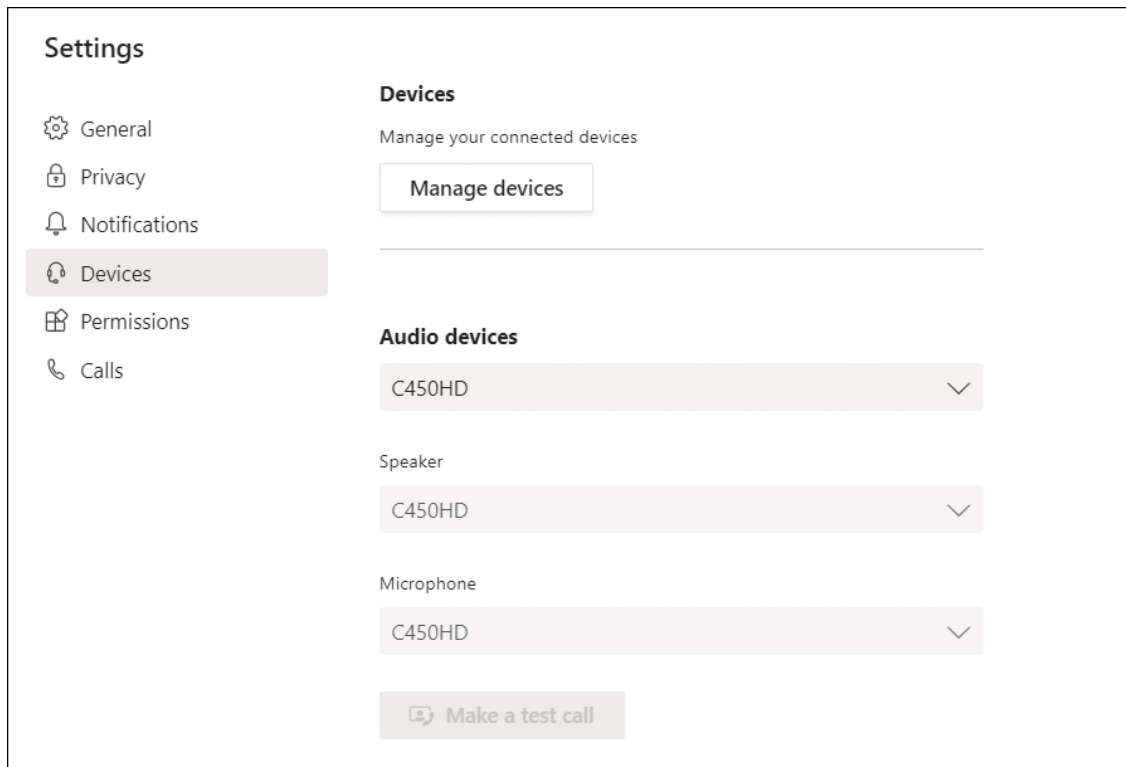 Settings
General
Privacy
Notifications
Devices
Permissions
Calls
Devices
Manage your connected devices
Manage devices
Audio devices
C450HD
Speaker
C450HD
Microphone
C450HD
Make a test call